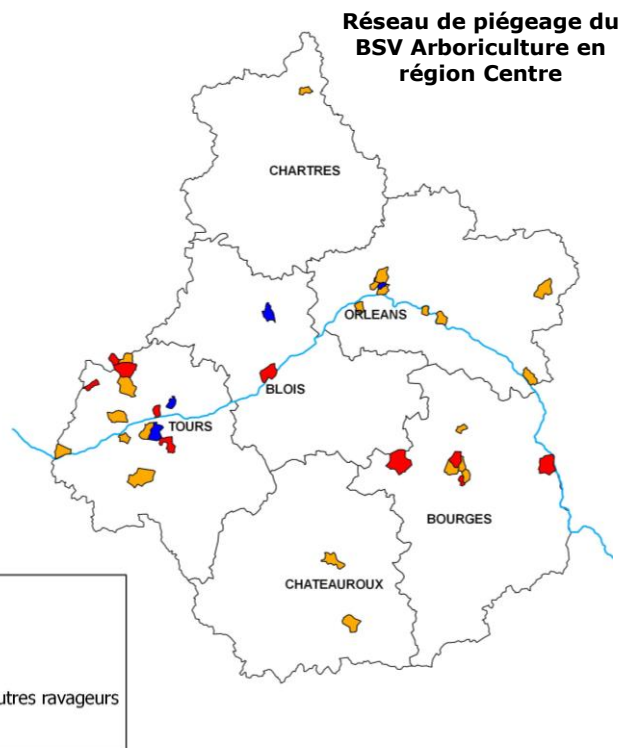 Réseau de piégeage du
BSV Arboriculture en
région Centre
CHARTRES
ORLEANS
BLOIS
TOURS
BOURGES
CHATEAUROUX
utres ravageurs